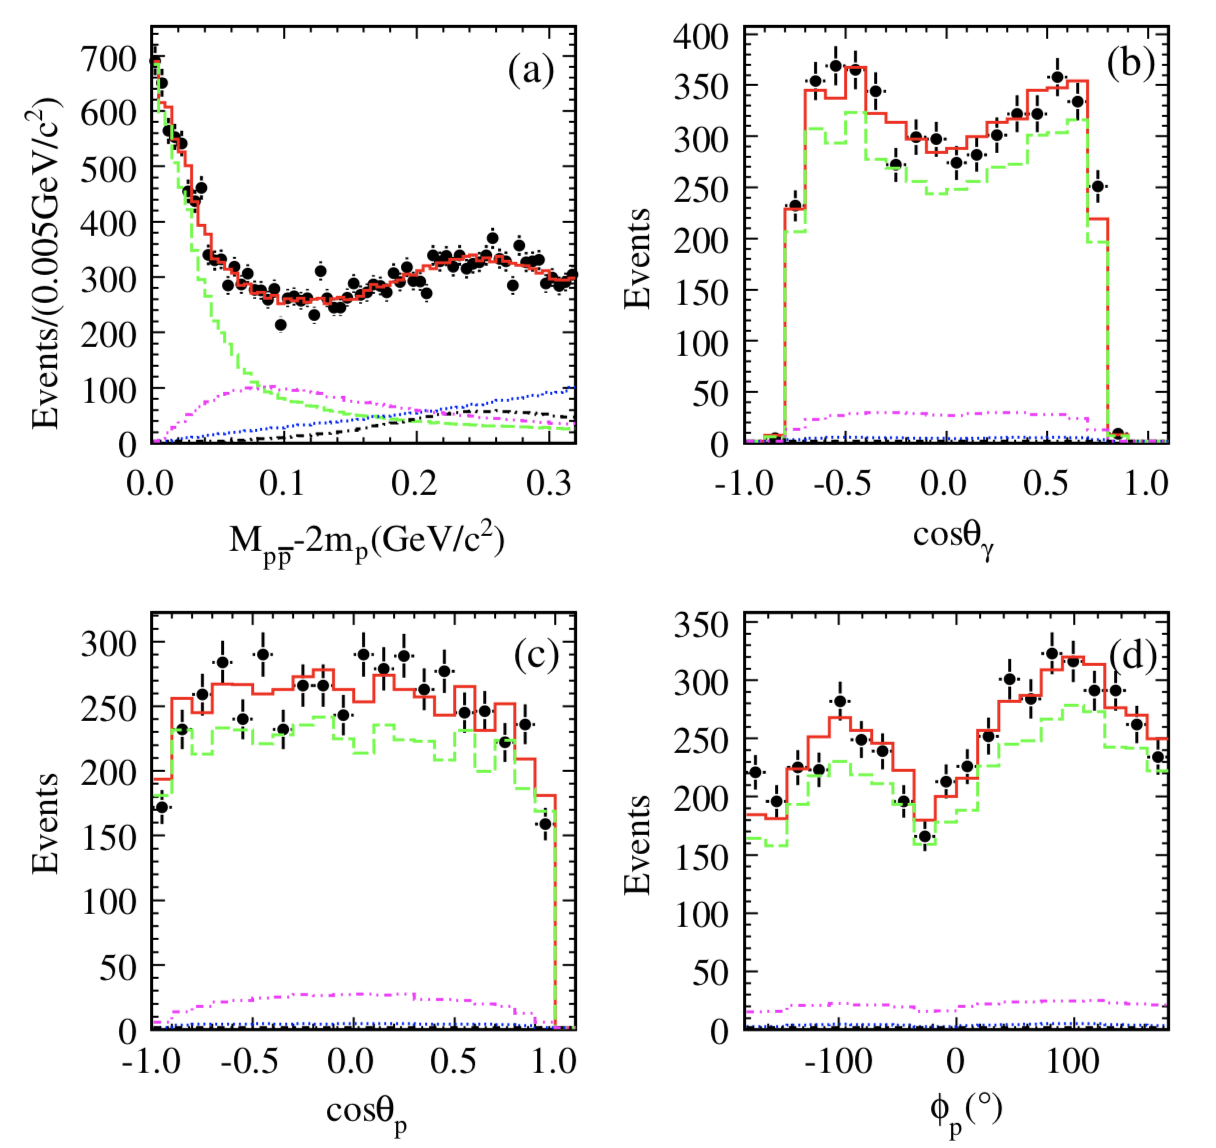 (a)
Events/(0.005GeV/c²)
700
600
500
400
300
200
100
0
0.0 0.1 0.2 0.3
M_pp̅-2m_p(GeV/c²)
(b)
Events
400
350
300
250
200
150
100
50
0
-1.0 -0.5 0.0 0.5 1.0
cosθ_γ
(c)
Events
300
250
200
150
100
50
0
-1.0 -0.5 0.0 0.5 1.0
cosθ_p
(d)
Events
350
300
250
200
150
100
50
0
-100 0 100
ϕ_p(°)